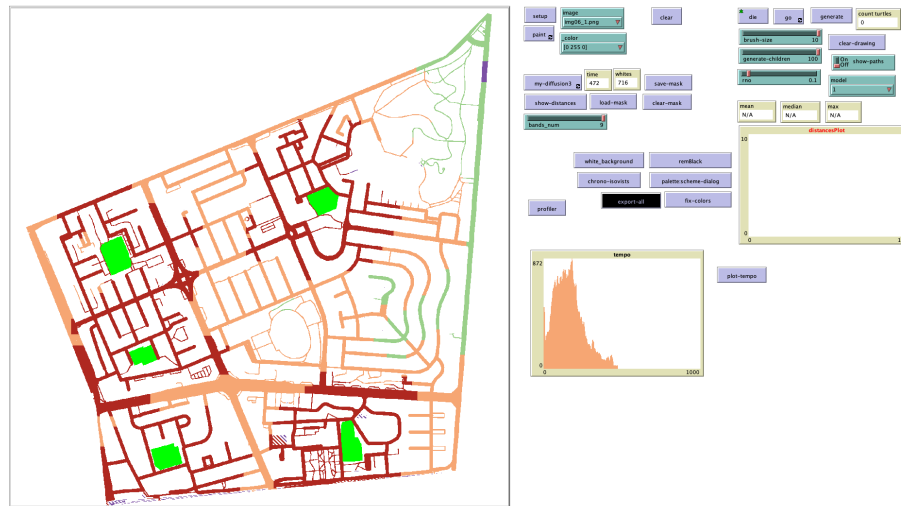 setup
image
img06_1.png
clear
paint
_color
[0 255 0]
my-diffusion3
time
472
whites
716
save-mask
show-distances
load-mask
clear-mask
bands_num 9
white_background
remBlack
chrono-isovists
palette:scheme-dialog
profiler
export-all
fix-colors
tempo
872
0
0
1000
plot-tempo
die
go
generate
count turtles
0
brush-size 10
clear-drawing
generate-children 100
On
Off
show-paths
rno 0.1
model
1
mean
N/A
median
N/A
max
N/A
distancesPlot
10
0
0